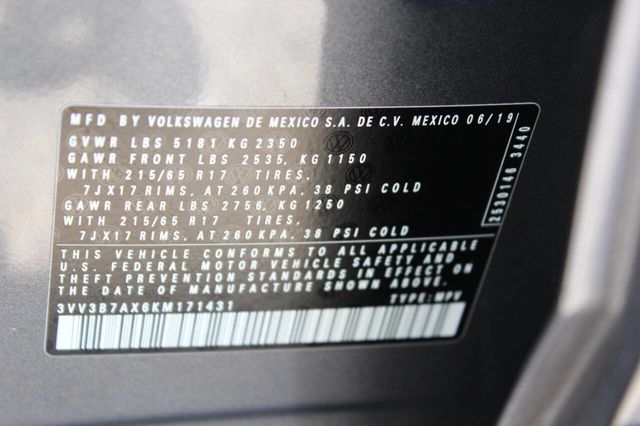 MFD BY VOLKSWAGEN DE MEXICO S.A. DE C.V. MEXICO 06/19
GVWR LBS 5181 KG 2350
GAWR FRONT LBS 2535, KG 1150
WITH 215/65 R17 TIRES,
7JX17 RIMS, AT 260 KPA, 38 PSI COLD
GAWR REAR LBS 2756, KG 1250
WITH 215/65 R17 TIRES,
7JX17 RIMS, AT 260 KPA, 38 PSI COLD
THIS VEHICLE CONFORMS TO ALL APPLICABLE
U.S. FEDERAL MOTOR VEHICLE SAFETY AND
THEFT PREVENTION STANDARDS IN EFFECT ON
THE DATE OF MANUFACTURE SHOWN ABOVE.
3VV3B7AX6KM171431 TYPE: MPV
2530146 3440